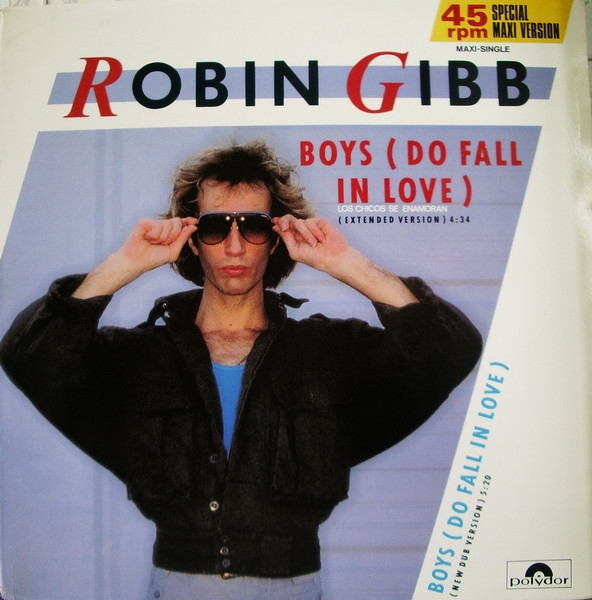 45 rpm
SPECIAL
MAXI VERSION
MAXI-SINGLE
ROBIN GIBB
BOYS (DO FALL
IN LOVE)
LOS CHICOS SE ENAMORAN
(EXTENDED VERSION) 4:34
BOYS (DO FALL IN LOVE)
(NEW DUB VERSION) 5:20
polydor